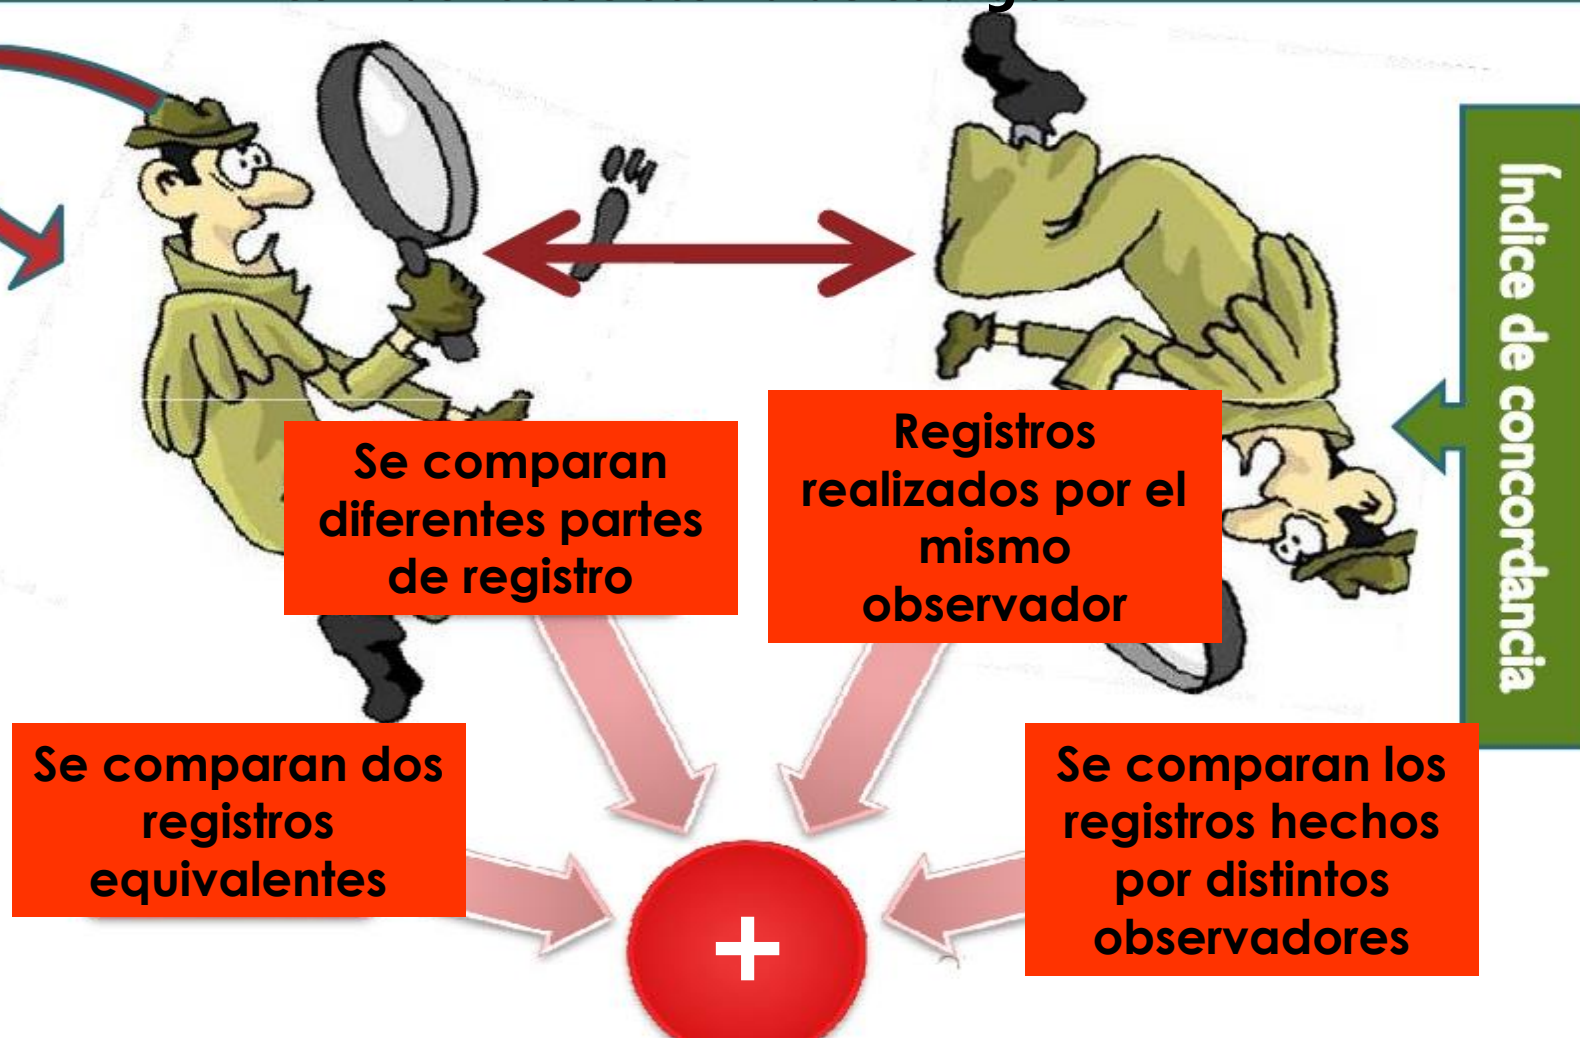 Se comparan
diferentes partes
de registro
Registros
realizados por el
mismo
observador
Se comparan dos
registros
equivalentes
Se comparan los
registros hechos
por distintos
observadores
+
Índice de concordancia